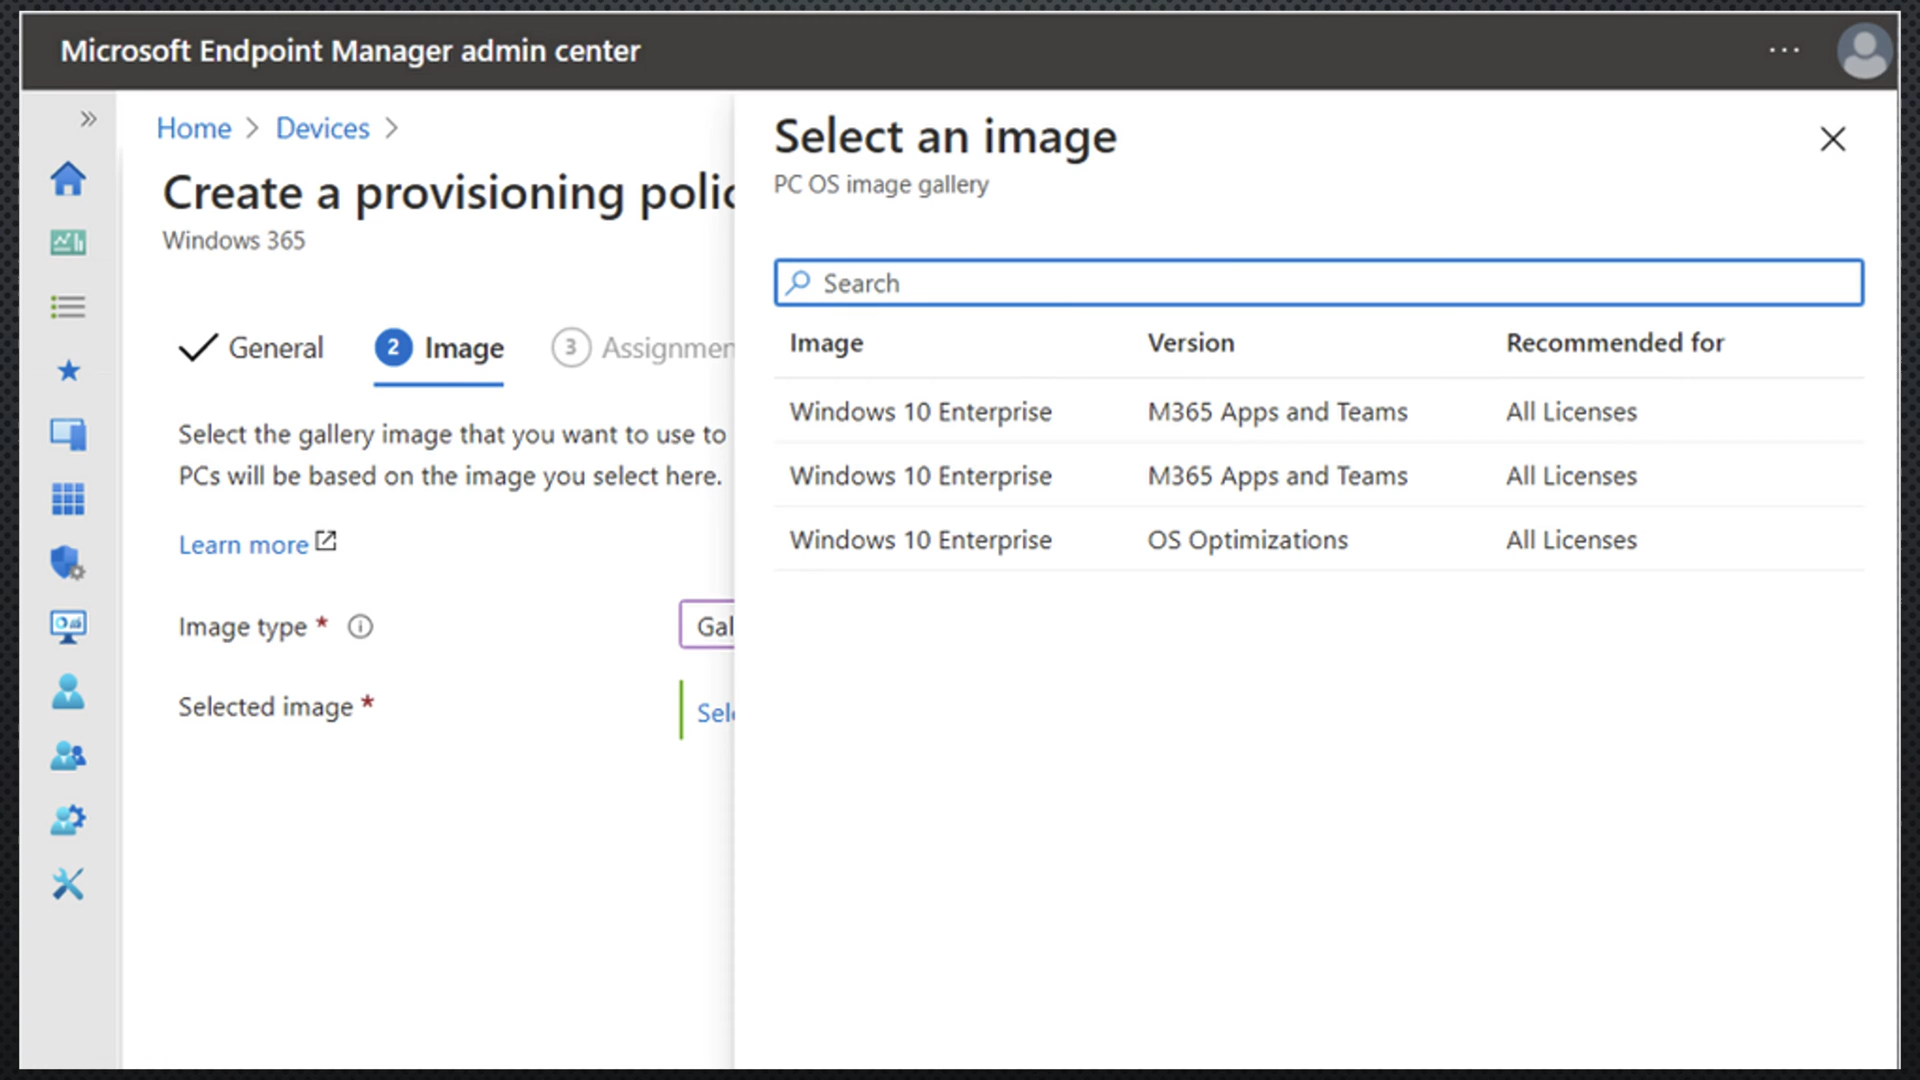 Microsoft Endpoint Manager admin center
Home > Devices >
Create a provisioning polic
Windows 365
General
2 Image
3 Assignmen
Select the gallery image that you want to use to
PCs will be based on the image you select here.
Learn more
Image type *
Gal
Selected image *
Sele
Select an image
PC OS image gallery
Search
Image Version Recommended for
Windows 10 Enterprise M365 Apps and Teams All Licenses
Windows 10 Enterprise M365 Apps and Teams All Licenses
Windows 10 Enterprise OS Optimizations All Licenses